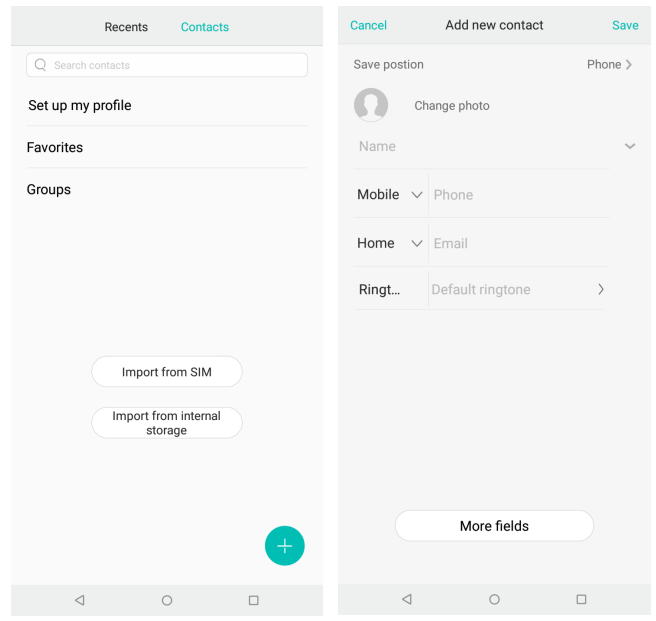 Recents Contacts
Search contacts
Set up my profile
Favorites
Groups
Import from SIM
Import from internal
storage
Cancel Add new contact Save
Save postion Phone
Change photo
Name
Mobile Phone
Home Email
Ringt... Default ringtone
More fields